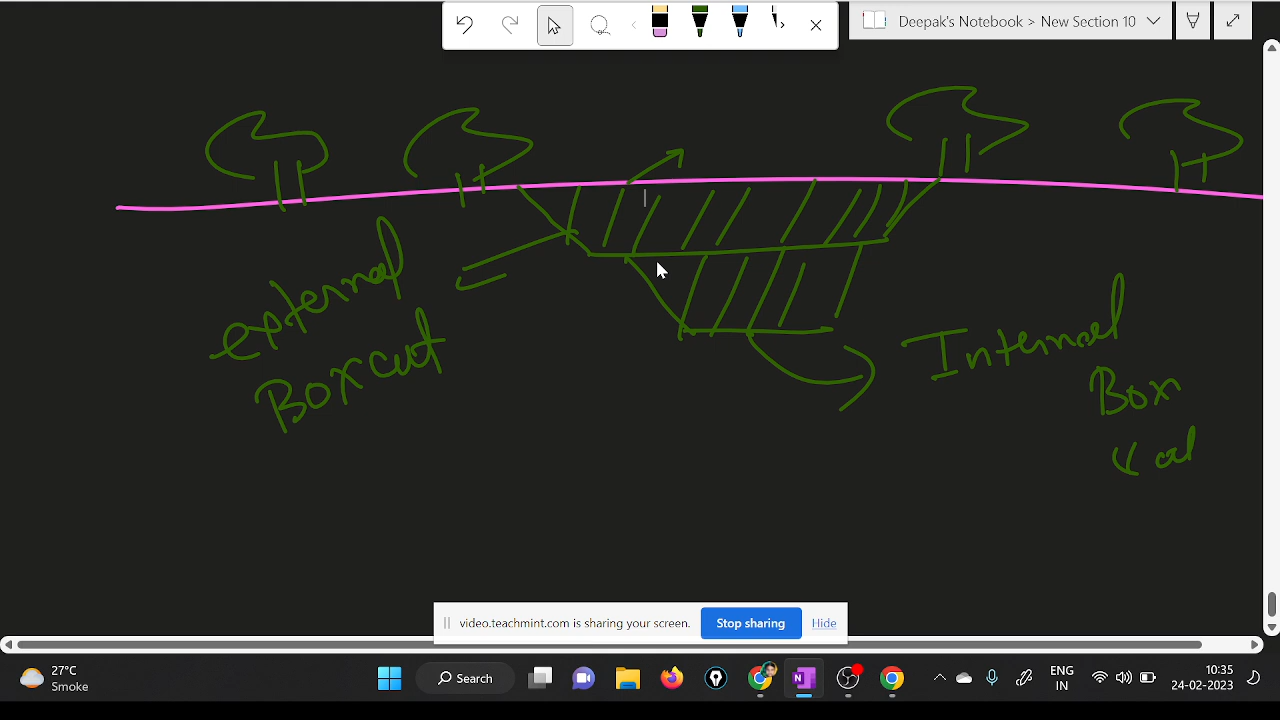 Deepak's Notebook > New Section 10
external
Boxcut
Internal
Box
video.teachmint.com is sharing your screen.
Stop sharing
Hide
27°C
Smoke
Search
ENG
IN
10:35
24-02-2023